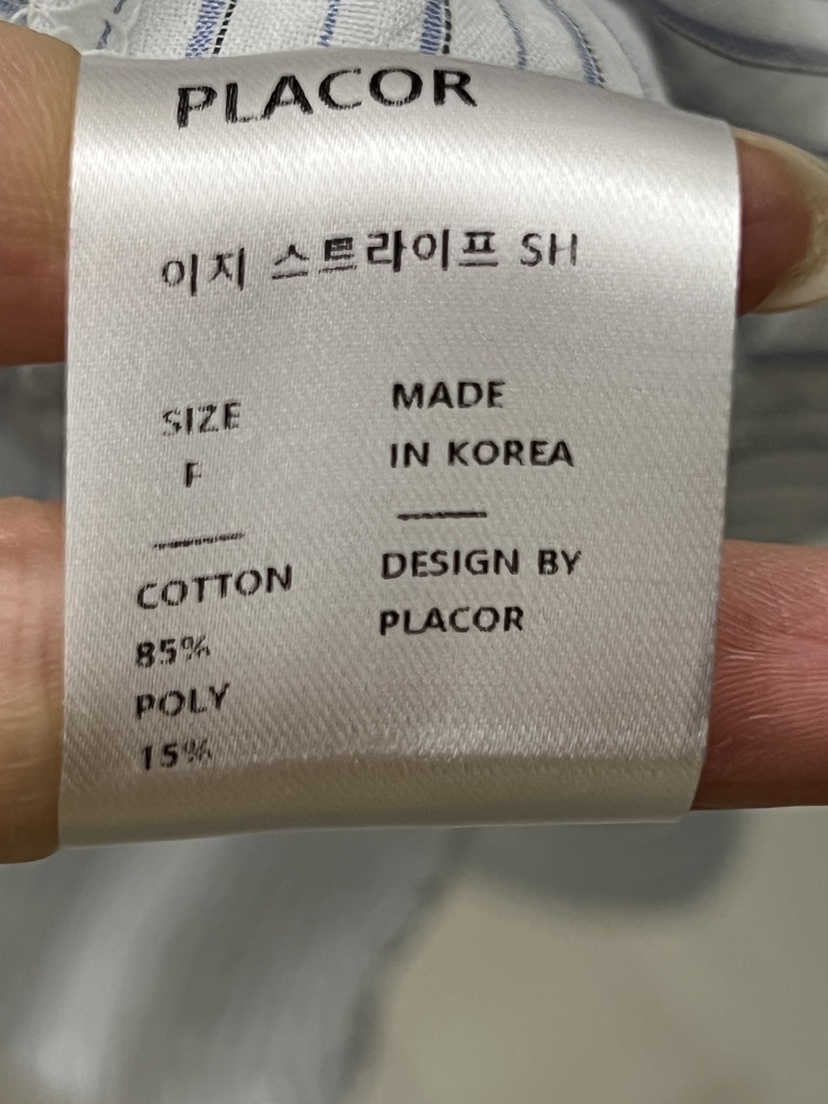 PLACOR
이지 스트라이프 SH
SIZE
F
COTTON
85%
POLY
15%
MADE
IN KOREA
DESIGN BY
PLACOR